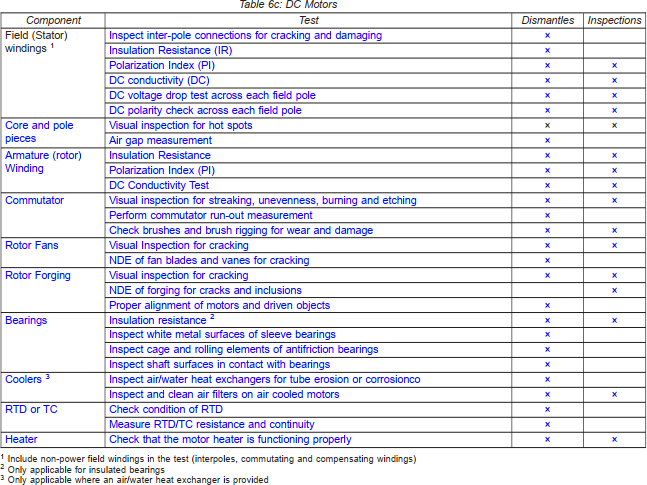 Table 6c: DC Motors
Component Test Dismantles Inspections
Field (Stator) Inspect inter-pole connections for cracking and damaging ×
windings 1 Insulation Resistance (IR) ×
Polarization Index (PI) × ×
DC conductivity (DC) × ×
DC voltage drop test across each field pole × ×
DC polarity check across each field pole × ×
Core and pole Visual inspection for hot spots × ×
pieces Air gap measurement ×
Armature (rotor) Insulation Resistance × ×
Winding Polarization Index (PI) × ×
DC Conductivity Test × ×
Commutator Visual inspection for streaking, unevenness, burning and etching × ×
Perform commutator run-out measurement ×
Check brushes and brush rigging for wear and damage × ×
Rotor Fans Visual Inspection for cracking × ×
NDE of fan blades and vanes for cracking ×
Rotor Forging Visual inspection for cracking × ×
NDE of forging for cracks and inclusions ×
Proper alignment of motors and driven objects ×
Bearings Insulation resistance 2 × ×
Inspect white metal surfaces of sleeve bearings ×
Inspect cage and rolling elements of antifriction bearings ×
Inspect shaft surfaces in contact with bearings ×
Coolers 3 Inspect air/water heat exchangers for tube erosion or corrosionco ×
Inspect and clean air filters on air cooled motors × ×
RTD or TC Check condition of RTD ×
Measure RTD/TC resistance and continuity ×
Heater Check that the motor heater is functioning properly × ×
1 Include non-power field windings in the test (interpoles, commutating and compensating windings)
2 Only applicable for insulated bearings
3 Only applicable where an air/water heat exchanger is provided